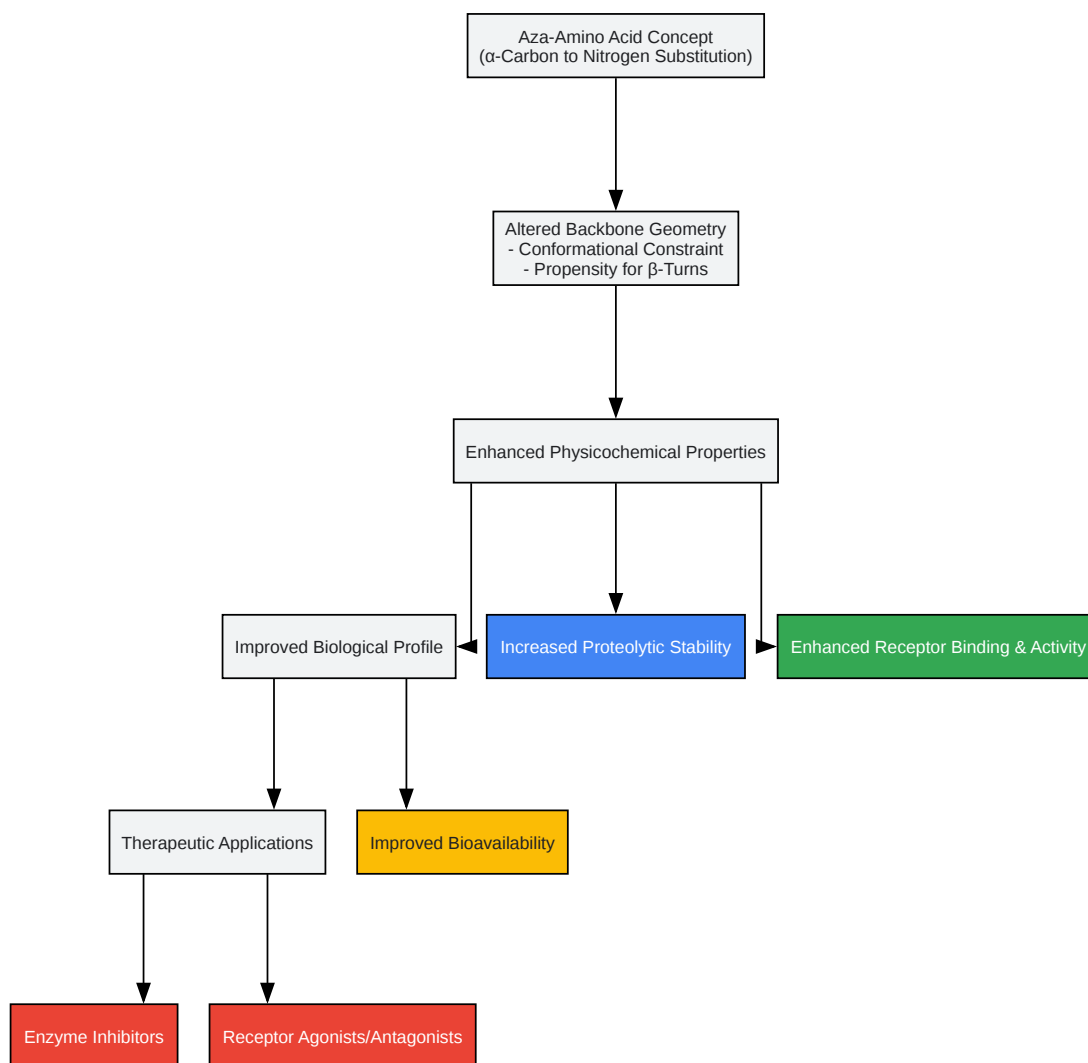 Aza-Amino Acid Concept
(α-Carbon to Nitrogen Substitution)
Altered Backbone Geometry
- Conformational Constraint
- Propensity for β-Turns
Enhanced Physicochemical Properties
Improved Biological Profile
Increased Proteolytic Stability
Enhanced Receptor Binding & Activity
Therapeutic Applications
Improved Bioavailability
Enzyme Inhibitors
Receptor Agonists/Antagonists